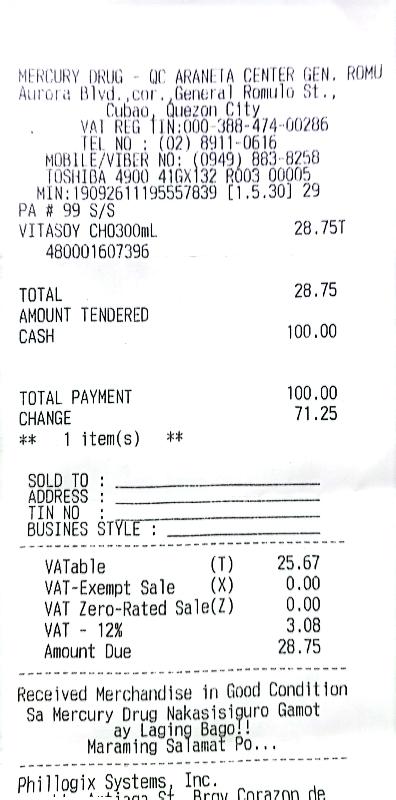 MERCURY DRUG - QC ARANETA CENTER GEN. ROMU
Aurora Blvd.,cor.,General Romulo St.,
Cubao, Quezon City
VAT REG TIN:000-388-474-00286
TEL NO : (02) 8911-0616
MOBILE/VIBER NO: (0949) 883-8258
TOSHIBA 4900 41GX132 R003 00005
MIN:19092611195557839 [1.5.30] 29
PA # 99 S/S
VITASOY CHO300mL 28.75T
480001607396
TOTAL 28.75
AMOUNT TENDERED
CASH 100.00
TOTAL PAYMENT 100.00
CHANGE 71.25
** 1 item(s) **
SOLD TO :
ADDRESS :
TIN NO :
BUSINES STYLE :
VATable (T) 25.67
VAT-Exempt Sale (X) 0.00
VAT Zero-Rated Sale(Z) 0.00
VAT - 12% 3.08
Amount Due 28.75
Received Merchandise in Good Condition
Sa Mercury Drug Nakasisiguro Gamot
ay Laging Bago!!
Maraming Salamat Po...
Phillogix Systems, Inc.
St. Brgy Corazon de